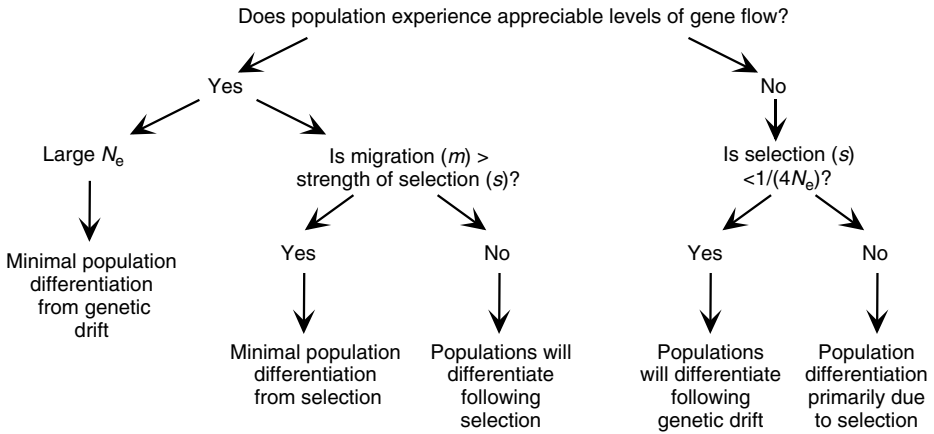 Does population experience appreciable levels of gene flow?
Yes
No
Large Ne
Is migration (m) >
strength of selection (s)?
Is selection (s)
<1/(4Ne)?
Minimal population
differentiation
from genetic
drift
Yes
No
Yes
No
Minimal population
differentiation
from selection
Populations will
differentiate
following
selection
Populations
will differentiate
following
genetic drift
Population
differentiation
primarily due
to selection